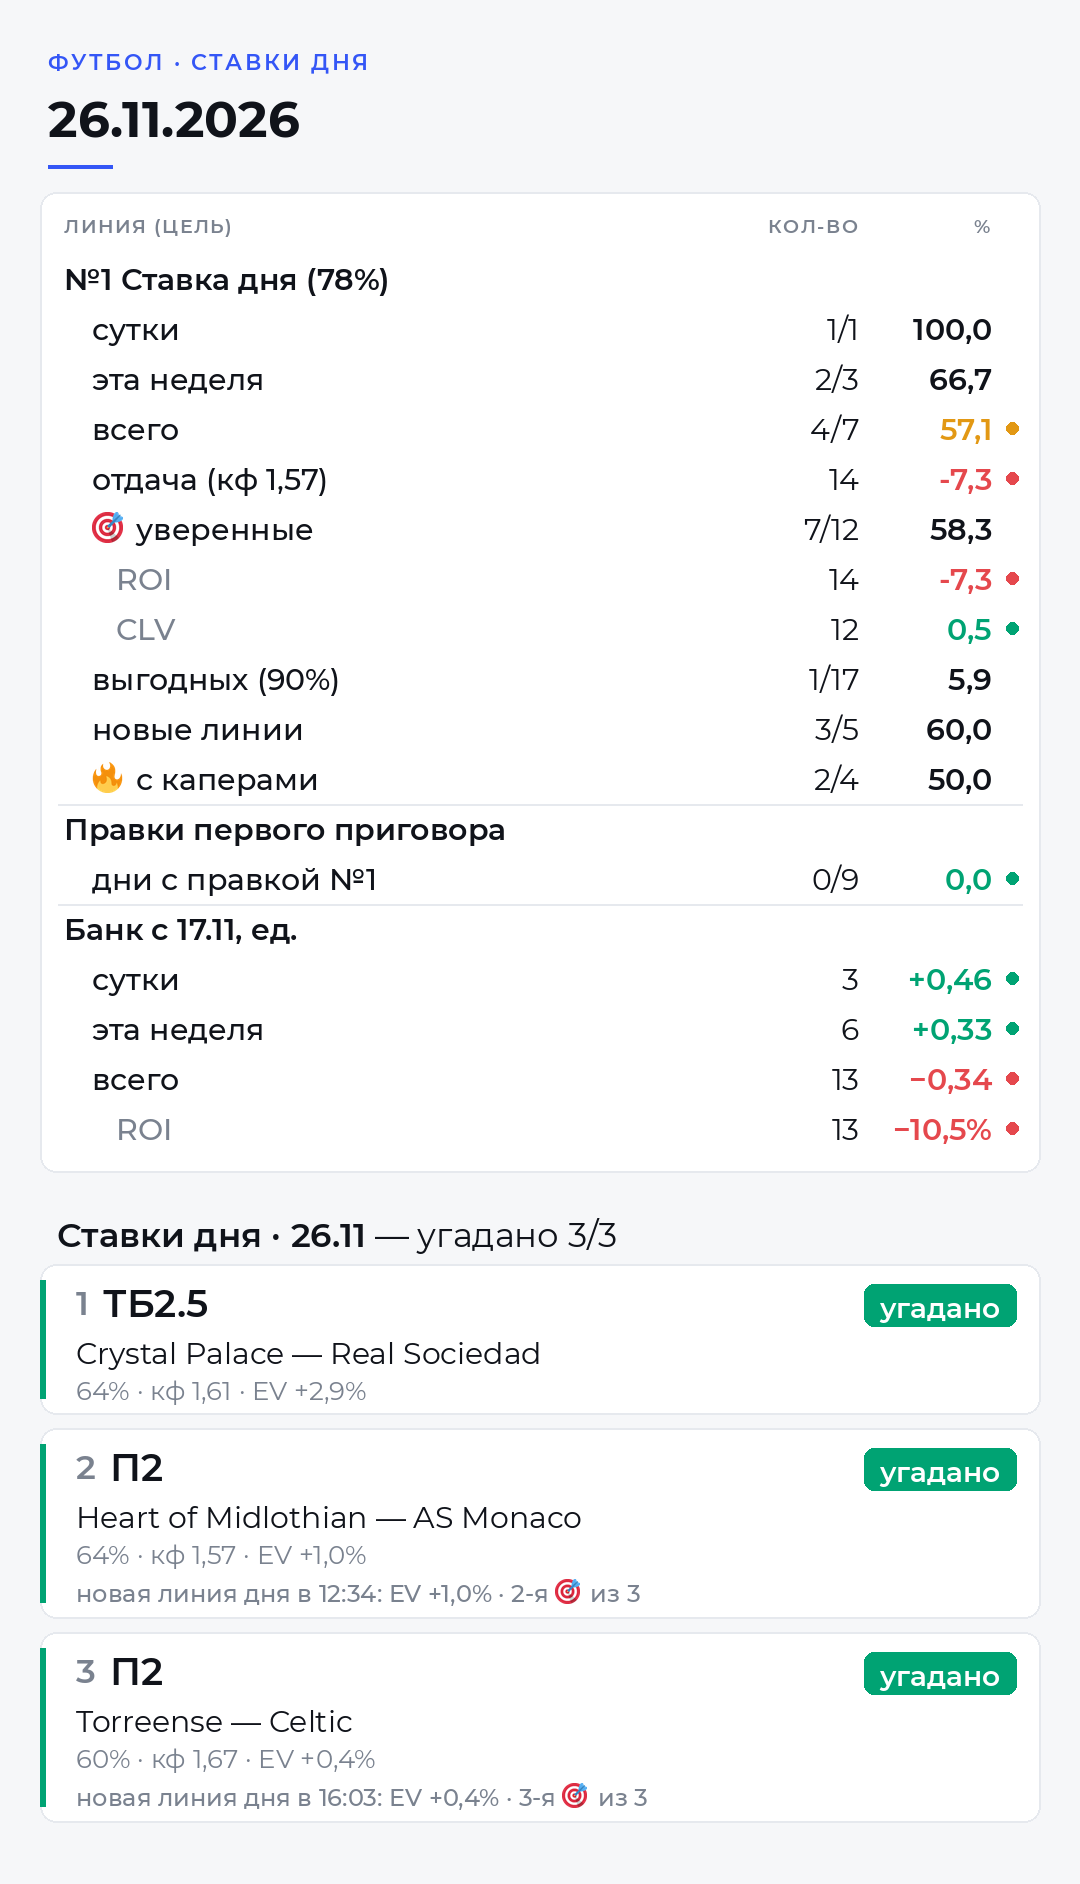 ФУТБОЛ · СТАВКИ ДНЯ
26.11.2026
ЛИНИЯ (ЦЕЛЬ) КОЛ-ВО %
№1 Ставка дня (78%)
сутки 1/1 100,0
эта неделя 2/3 66,7
всего 4/7 57,1
отдача (кф 1,57) 14 -7,3
🎯 уверенные 7/12 58,3
ROI 14 -7,3
CLV 12 0,5
выгодных (90%) 1/17 5,9
новые линии 3/5 60,0
🔥 с каперами 2/4 50,0
Правки первого приговора
дни с правкой №1 0/9 0,0
Банк с 17.11, ед.
сутки 3 +0,46
эта неделя 6 +0,33
всего 13 −0,34
ROI 13 −10,5%
Ставки дня · 26.11 — угадано 3/3
1 ТБ2.5 угадано
Crystal Palace — Real Sociedad
64% · кф 1,61 · EV +2,9%
2 П2 угадано
Heart of Midlothian — AS Monaco
64% · кф 1,57 · EV +1,0%
новая линия дня в 12:34: EV +1,0% · 2-я 🎯 из 3
3 П2 угадано
Torreense — Celtic
60% · кф 1,67 · EV +0,4%
новая линия дня в 16:03: EV +0,4% · 3-я 🎯 из 3